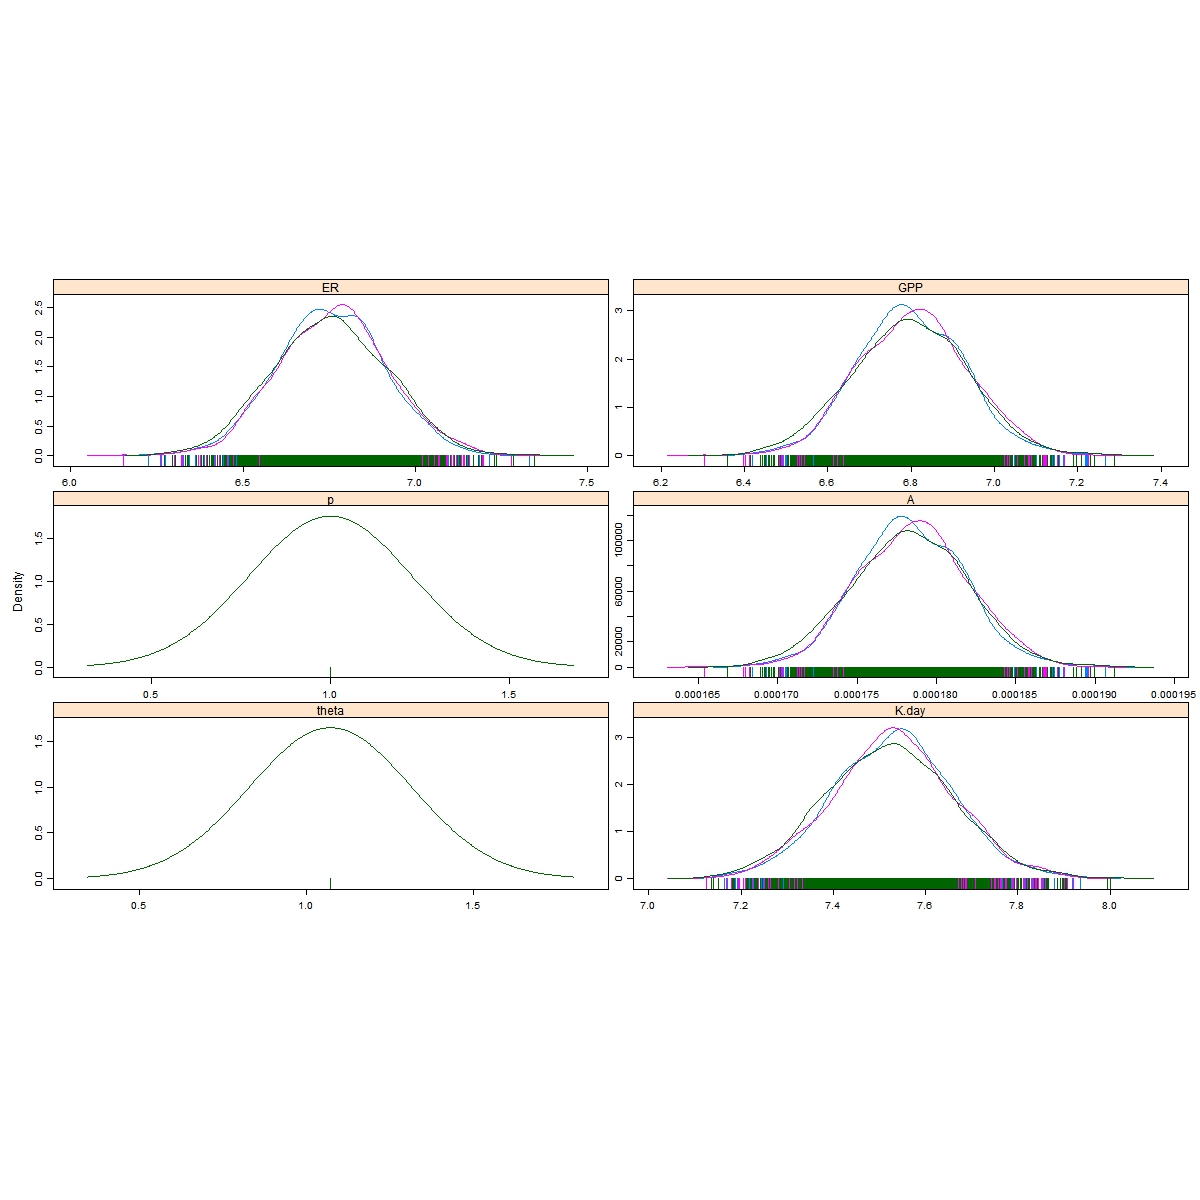 ER
GPP
0.0 0.5 1.0 1.5 2.0 2.5
0 1 2 3
6.0 6.5 7.0 7.5
6.2 6.4 6.6 6.8 7.0 7.2 7.4
p
A
0.0 0.5 1.0 1.5
20000 60000 100000
0
0.5 1.0 1.5
0.000165 0.000170 0.000175 0.000180 0.000185 0.000190 0.000195
Density
theta
K.day
0.0 0.5 1.0 1.5
0 1 2 3
0.5 1.0 1.5
7.0 7.2 7.4 7.6 7.8 8.0